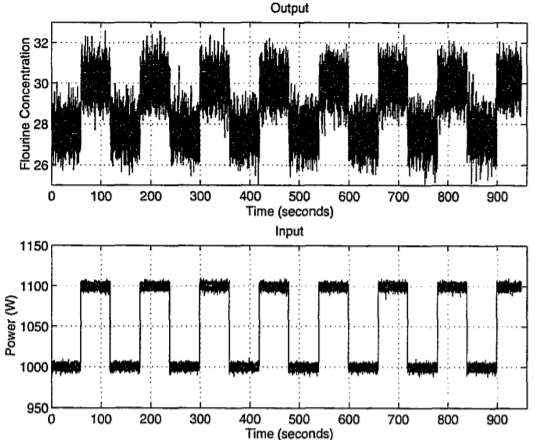 Output
32
30
28
26
Flourine Concentration
0 100 200 300 400 500 600 700 800 900
Time (seconds)
Input
1150
1100
1050
1000
950
Power (W)
0 100 200 300 400 500 600 700 800 900
Time (seconds)